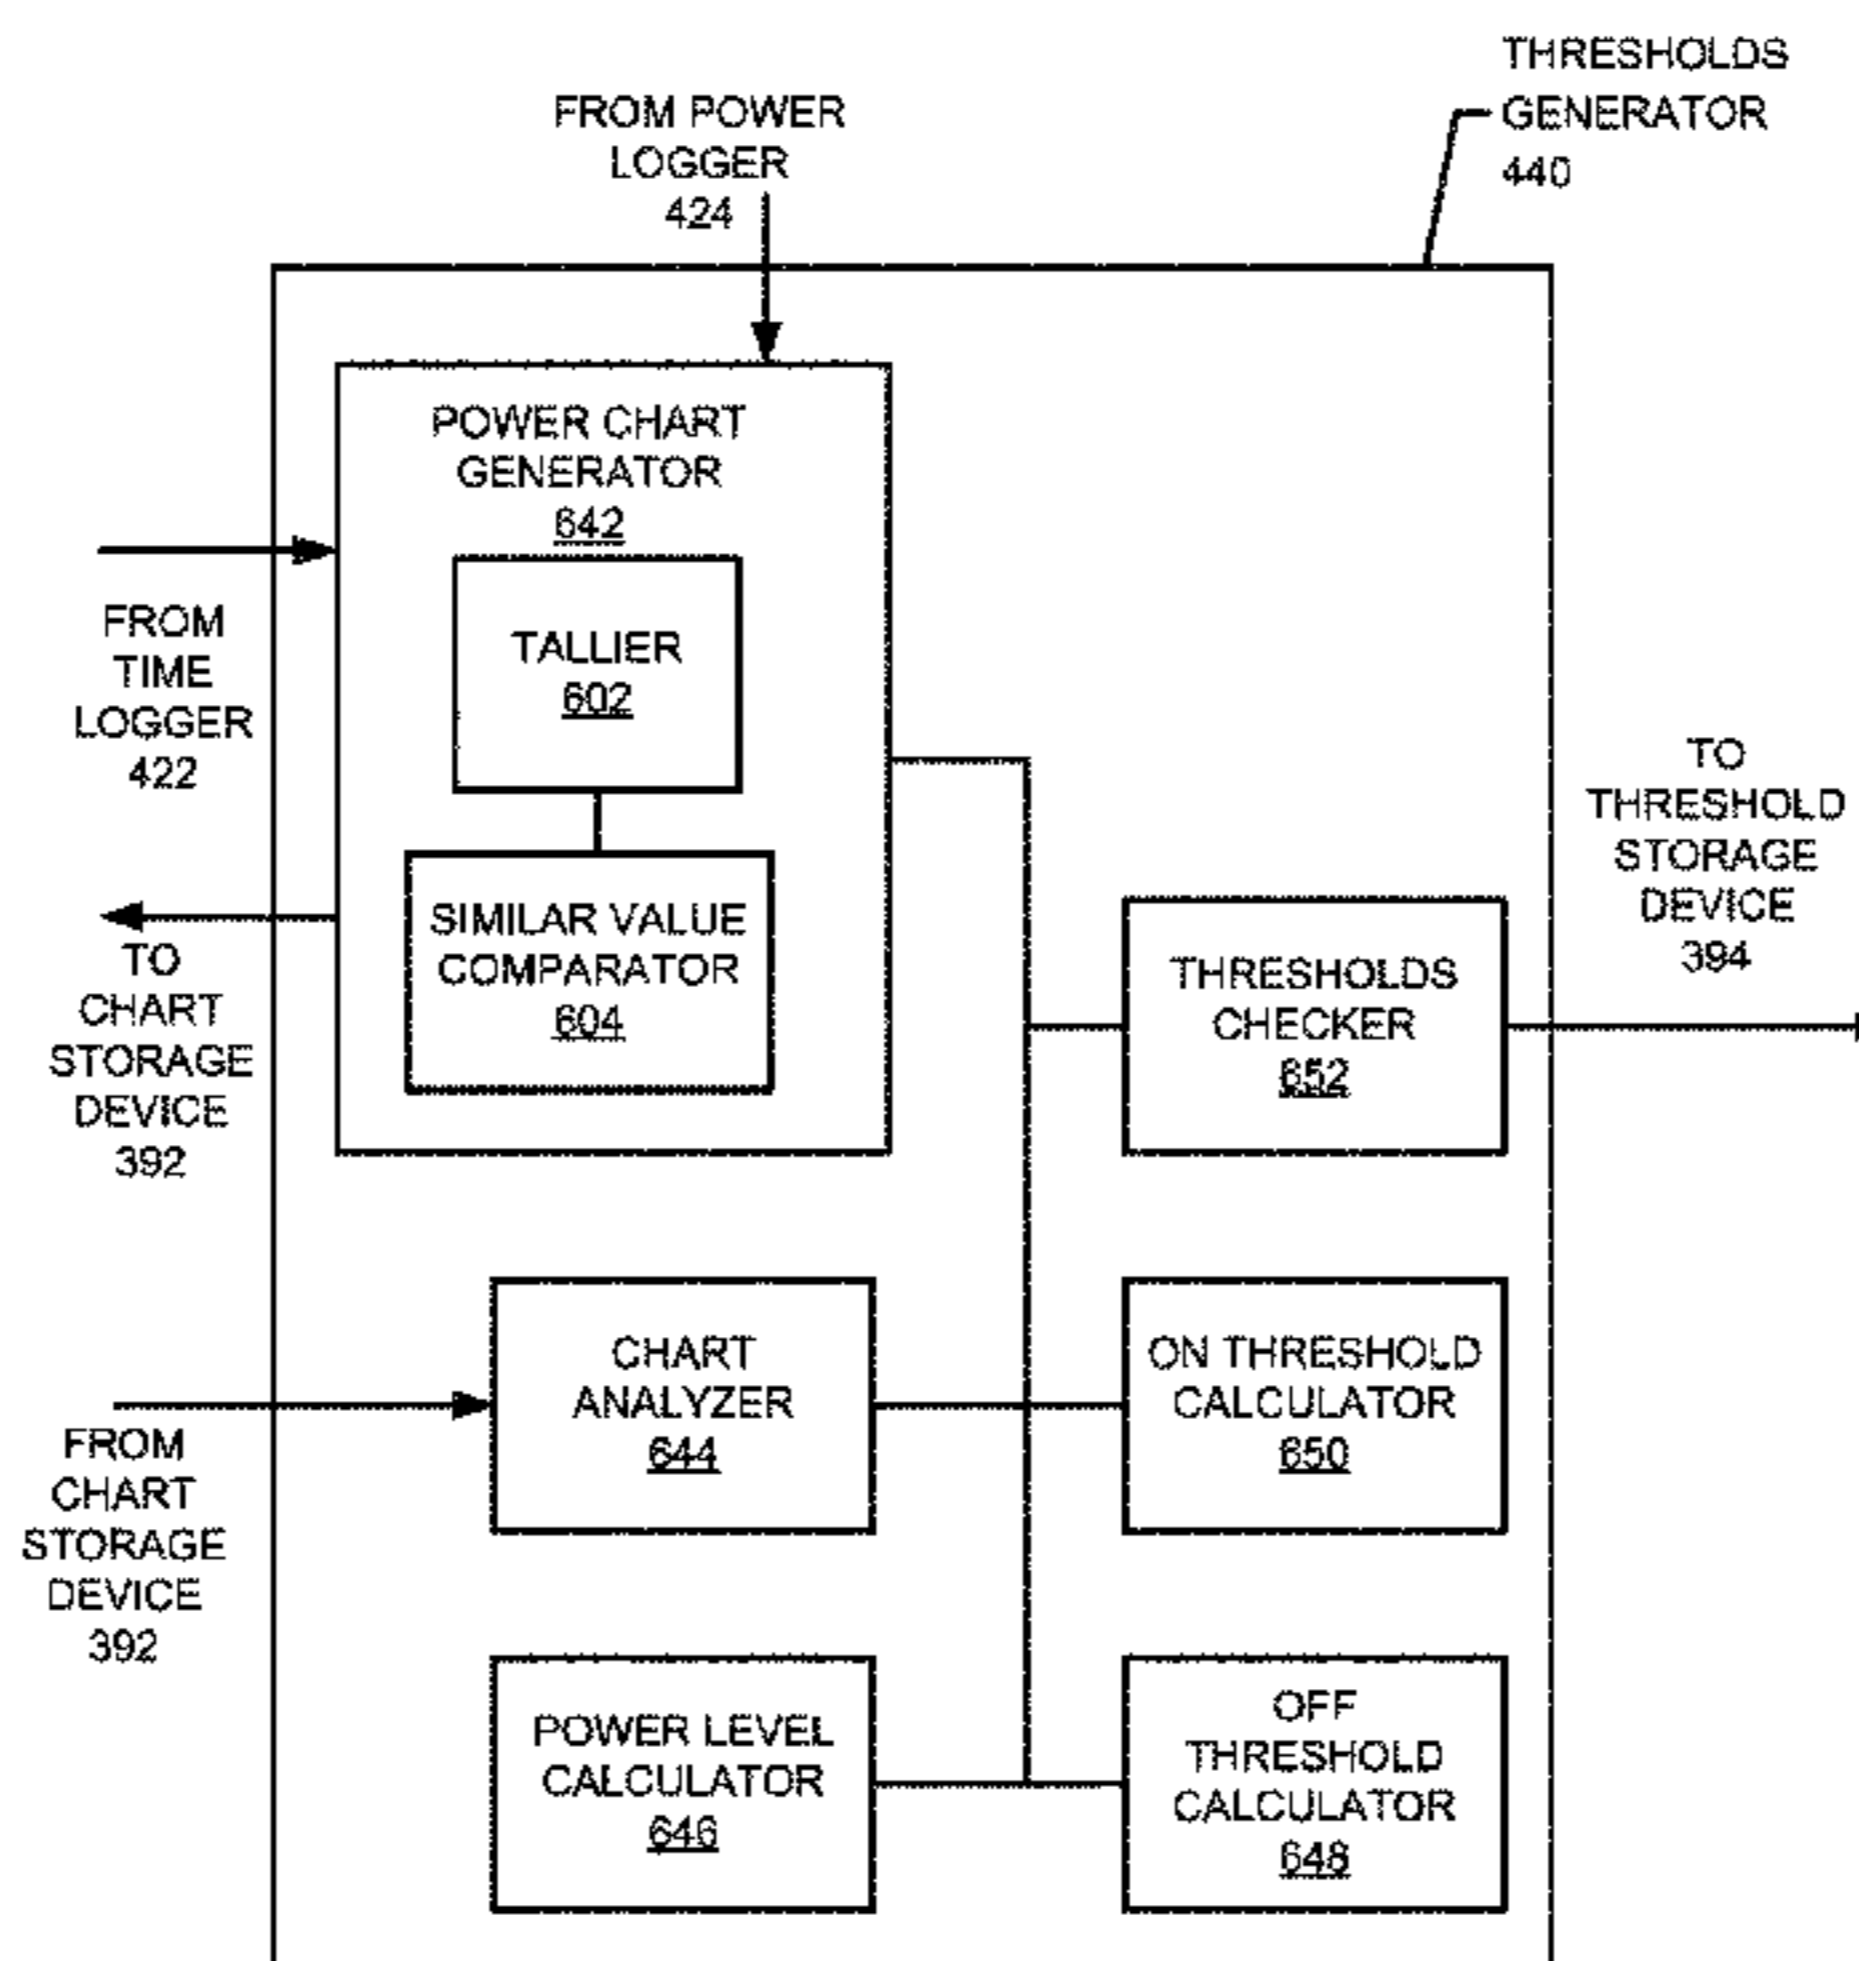 THRESHOLDS
GENERATOR
440
FROM POWER
LOGGER
424
POWER CHART
GENERATOR
642
TALLIER
602
FROM
TIME
LOGGER
422
SIMILAR VALUE
COMPARATOR
604
TO
CHART
STORAGE
DEVICE
392
TO
THRESHOLD
STORAGE
DEVICE
394
THRESHOLDS
CHECKER
652
CHART
ANALYZER
644
ON THRESHOLD
CALCULATOR
650
FROM
CHART
STORAGE
DEVICE
392
POWER LEVEL
CALCULATOR
646
OFF
THRESHOLD
CALCULATOR
648